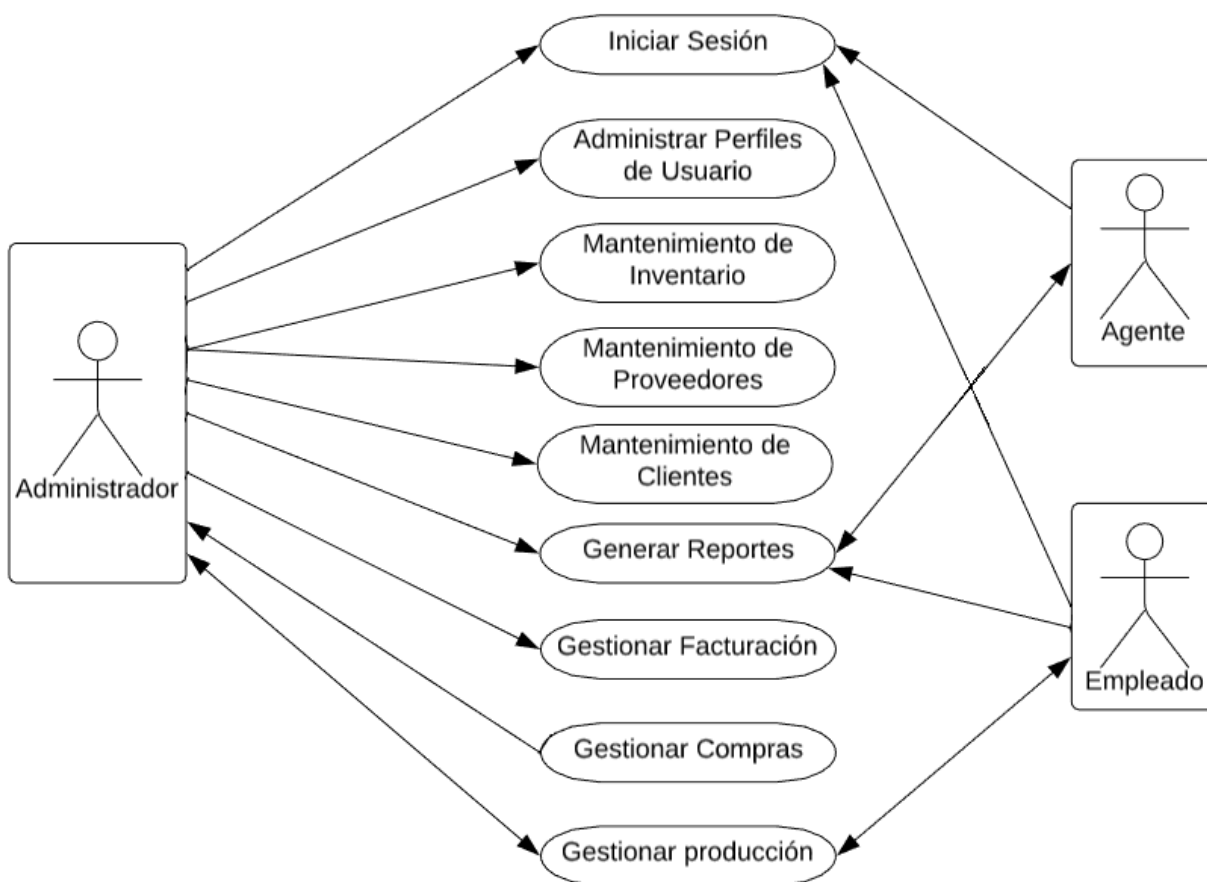 Iniciar Sesión
Administrar Perfiles
de Usuario
Mantenimiento de
Inventario
Mantenimiento de
Proveedores
Mantenimiento de
Clientes
Generar Reportes
Gestionar Facturación
Gestionar Compras
Gestionar producción
Administrador
Agente
Empleado